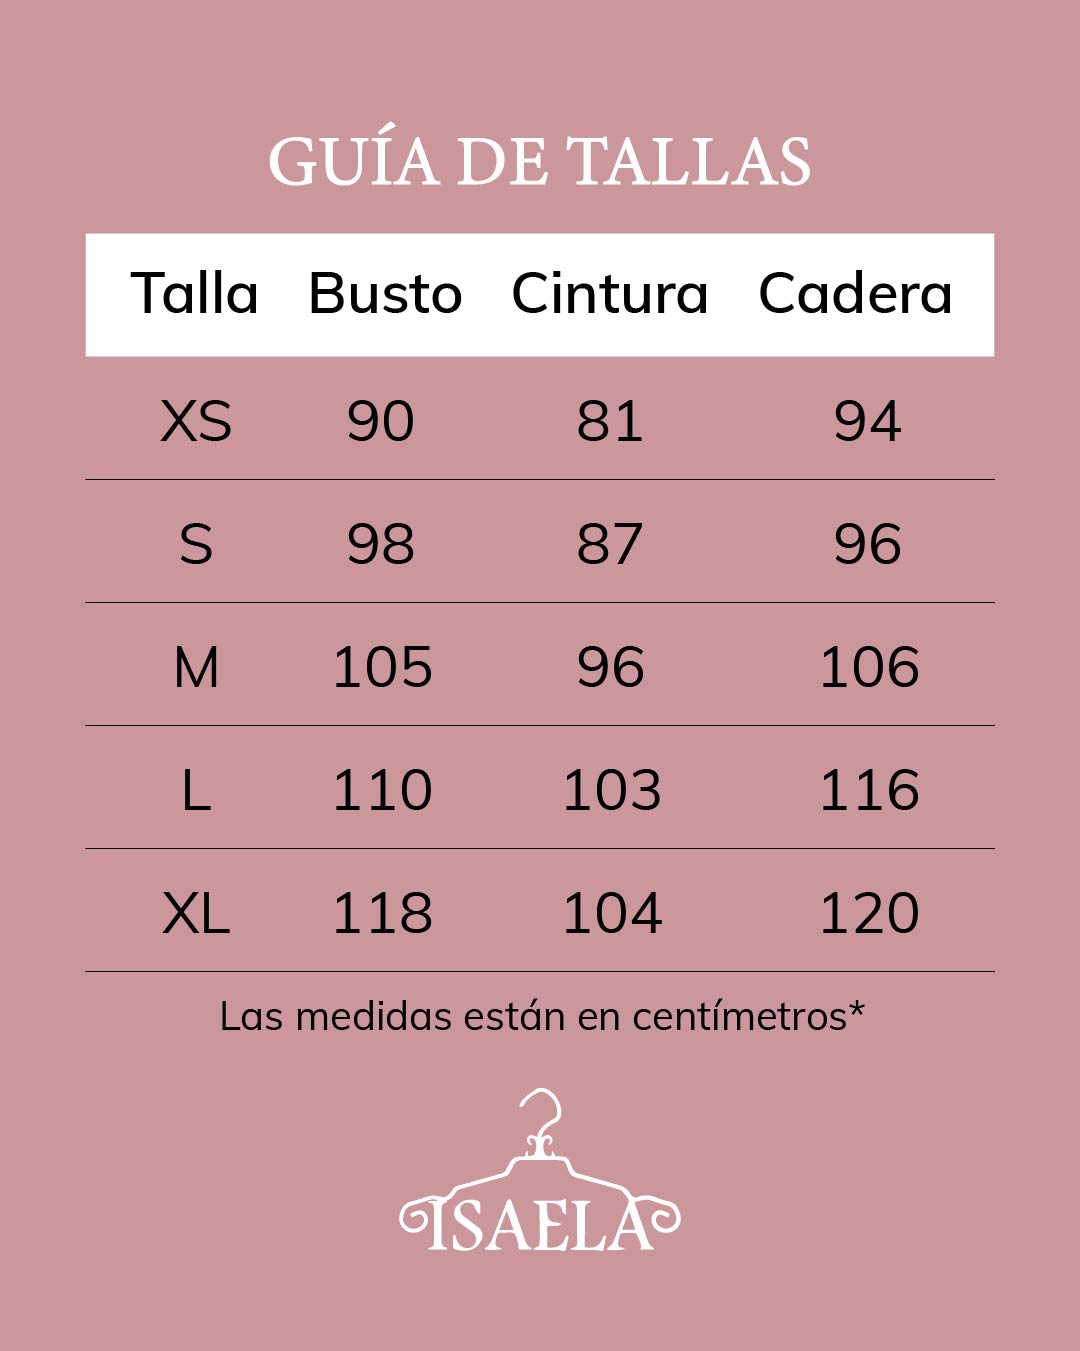 GUÍA DE TALLAS
Talla Busto Cintura Cadera
XS 90 81 94
S 98 87 96
M 105 96 106
L 110 103 116
XL 118 104 120
Las medidas están en centímetros*
ISAELA